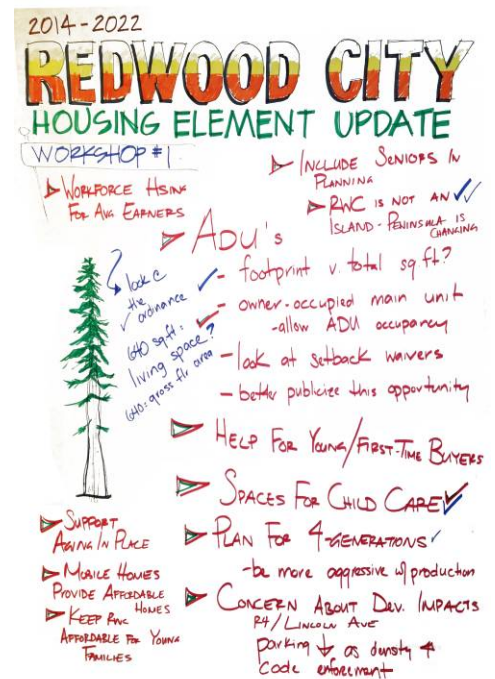 2014-2022
REDWOOD CITY
HOUSING ELEMENT UPDATE
WORKSHOP #1
WORKFORCE HSING
FOR AVG EARNERS
INCLUDE SENIORS IN
PLANNING
RWC IS NOT AN
ISLAND - PENINSULA IS
CHANGING
ADU's
- footprint v. total sq ft?
- owner-occupied main unit
-allow ADU occupancy
- look at setback waivers
- better publicize this opportunity
look @
the
ordinance
640 sq ft =
living space?
640 = gross flr area
HELP FOR YOUNG/FIRST-TIME BUYERS
SPACES FOR CHILD CARE
PLAN FOR 4-GENERATIONS
-be more aggressive w/ production
CONCERN ABOUT DEV. IMPACTS
R4/LINCOLN AVE
parking ↓ as density ↑
code enforcement
SUPPORT
AGING IN PLACE
MOBILE HOMES
PROVIDE AFFORDABLE
HOMES
KEEP RWC
AFFORDABLE FOR YOUNG
FAMILIES